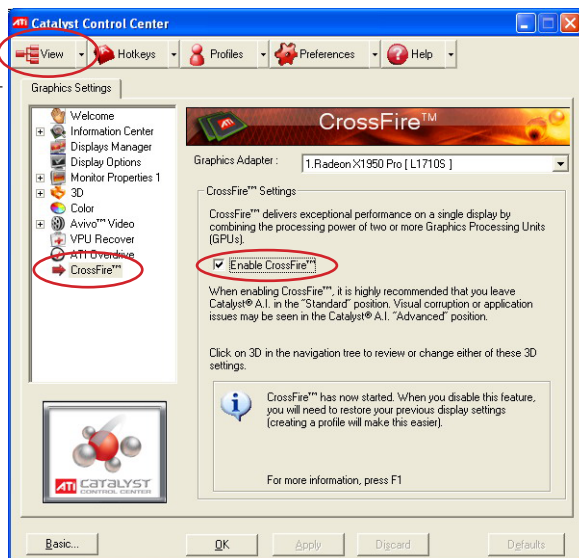 Catalyst Control Center
View
Hotkeys
Profiles
Preferences
Help
Graphics Settings
Welcome
Information Center
Displays Manager
Display Options
Monitor Properties 1
3D
Color
Avivo™ Video
VPU Recover
ATI Overdrive
CrossFire™
ATI CATALYST
CONTROL CENTER
Basic...
ATI
CrossFire™
Graphics Adapter :
1.Radeon X1950 Pro [ L1710S ]
CrossFire™ Settings
CrossFire™ delivers exceptional performance on a single display by
combining the processing power of two or more Graphics Processing Units
(GPUs).
Enable CrossFire™
When enabling CrossFire™, it is highly recommended that you leave
Catalyst® A.I. in the "Standard" position. Visual corruption or application
issues may be seen in the Catalyst® A.I. "Advanced" position.
Click on 3D in the navigation tree to review or change either of these 3D
settings.
CrossFire™ has now started. When you disable this feature,
you will need to restore your previous display settings
(creating a profile will make this easier).
For more information, press F1
OK
Apply
Discard
Defaults